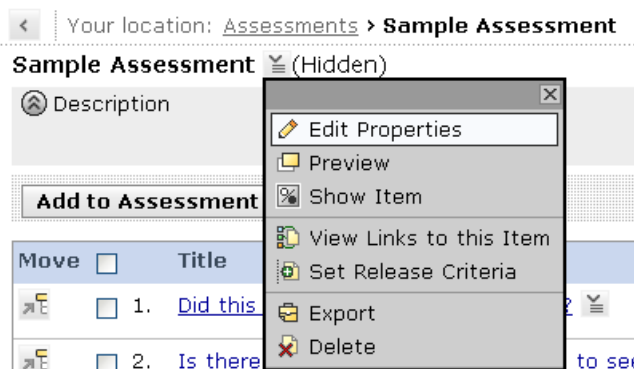 Your location: Assessments › Sample Assessment
Sample Assessment (Hidden)
Description
Edit Properties
Preview
Add to Assessment
Show Item
View Links to this Item
Move Title
Set Release Criteria
1. Did this ?
Export
Delete
2. Is there to see